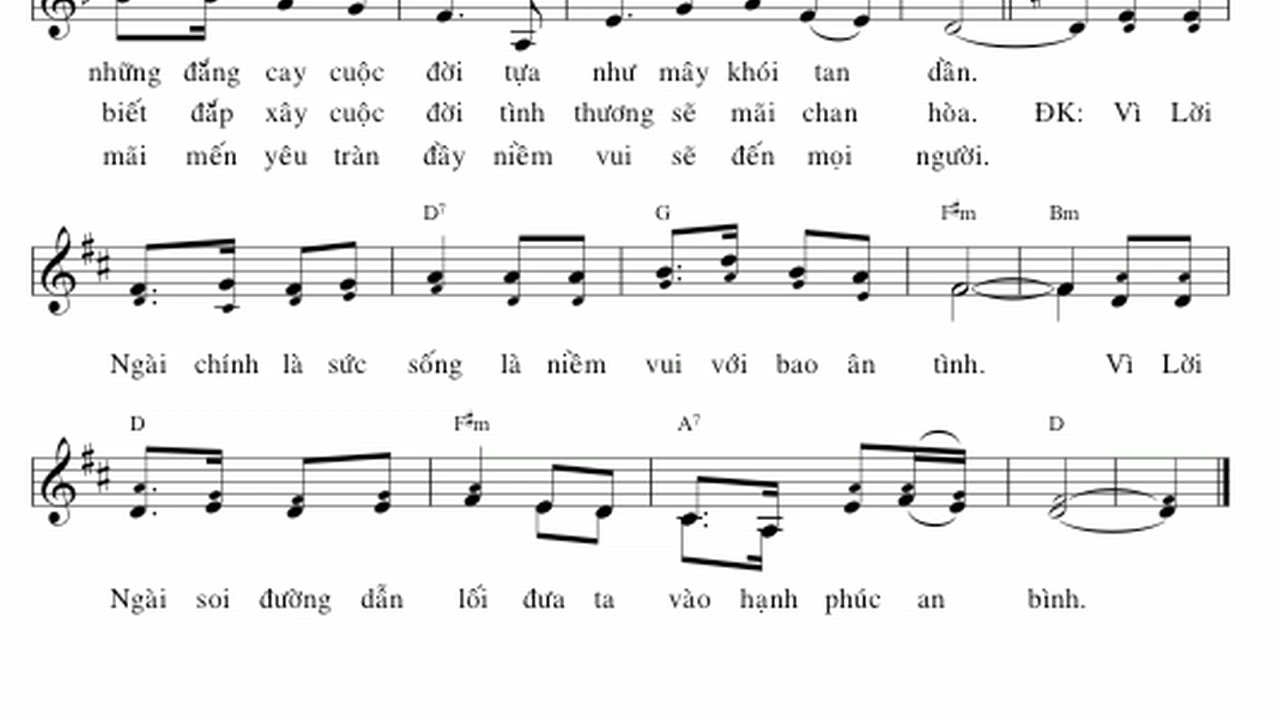 những đắng cay cuộc đời tựa như mây khói tan dần.
biết đắp xây cuộc đời tình thương sẽ mãi chan hòa. ĐK: Vì Lời
mãi mến yêu tràn đầy niềm vui sẽ đến mọi người.
D7 G F#m Bm
Ngài chính là sức sống là niềm vui với bao ân tình. Vì Lời
D F#m A7 D
Ngài soi đường dẫn lối đưa ta vào hạnh phúc an bình.